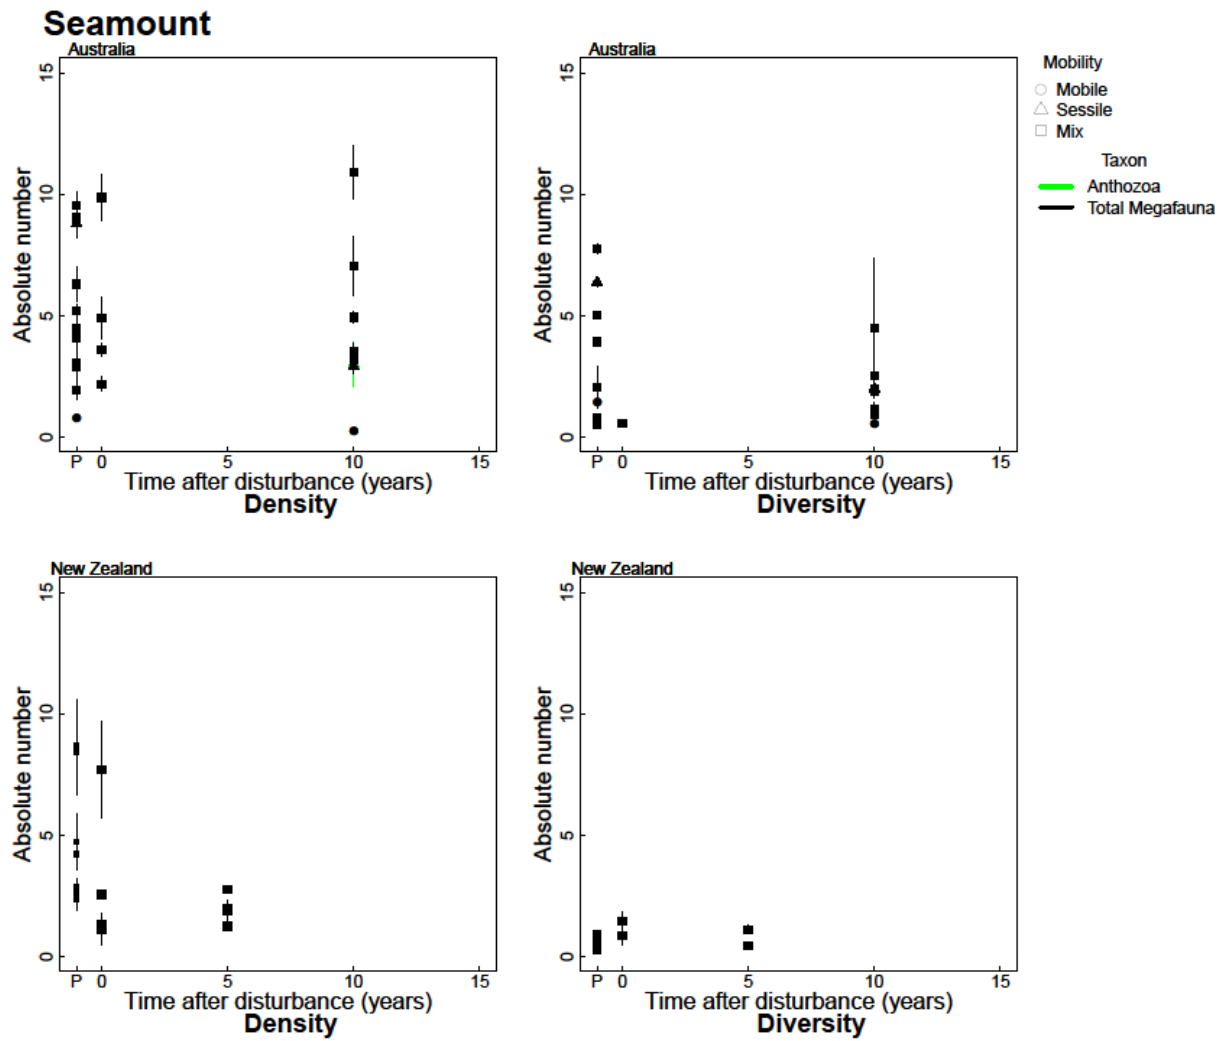 Seamount
Australia
Absolute number
15
10
5
0
P 0 5 10 15
Time after disturbance (years)
Density
Australia
Absolute number
15
10
5
0
P 0 5 10 15
Time after disturbance (years)
Diversity
Mobility
Mobile
Sessile
Mix
Taxon
Anthozoa
Total Megafauna
New Zealand
Absolute number
15
10
5
0
P 0 5 10 15
Time after disturbance (years)
Density
New Zealand
Absolute number
15
10
5
0
P 0 5 10 15
Time after disturbance (years)
Diversity